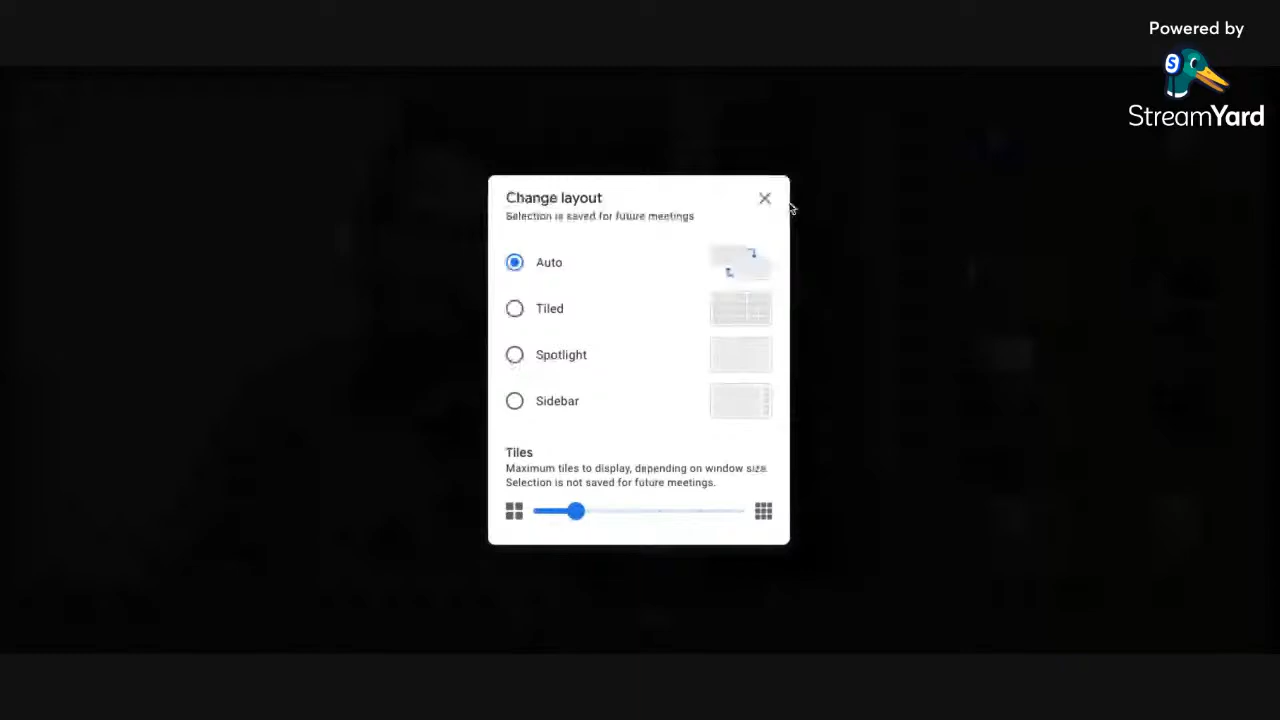 Powered by
StreamYard
Change layout
Selection is saved for future meetings
Auto
Tiled
Spotlight
Sidebar
Tiles
Maximum tiles to display, depending on window size.
Selection is not saved for future meetings.